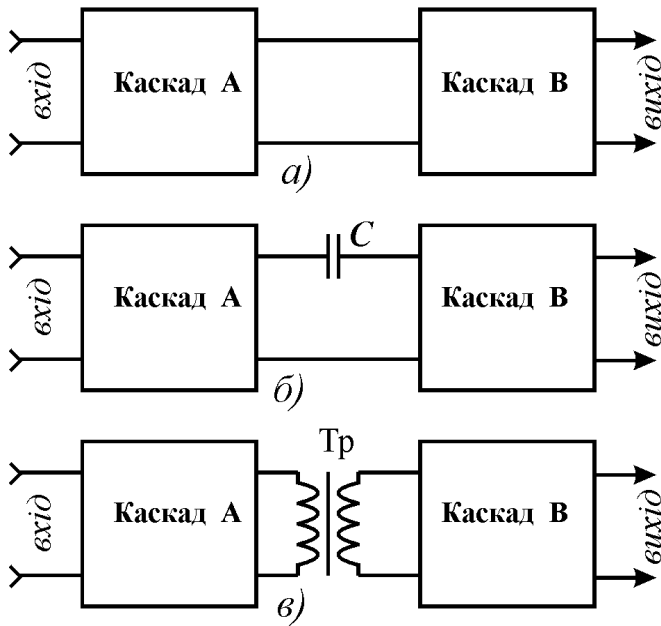 вхід
Каскад А
Каскад В
вихід
а)
C
вхід
Каскад А
Каскад В
вихід
б)
Тр
вхід
Каскад А
Каскад В
вихід
в)